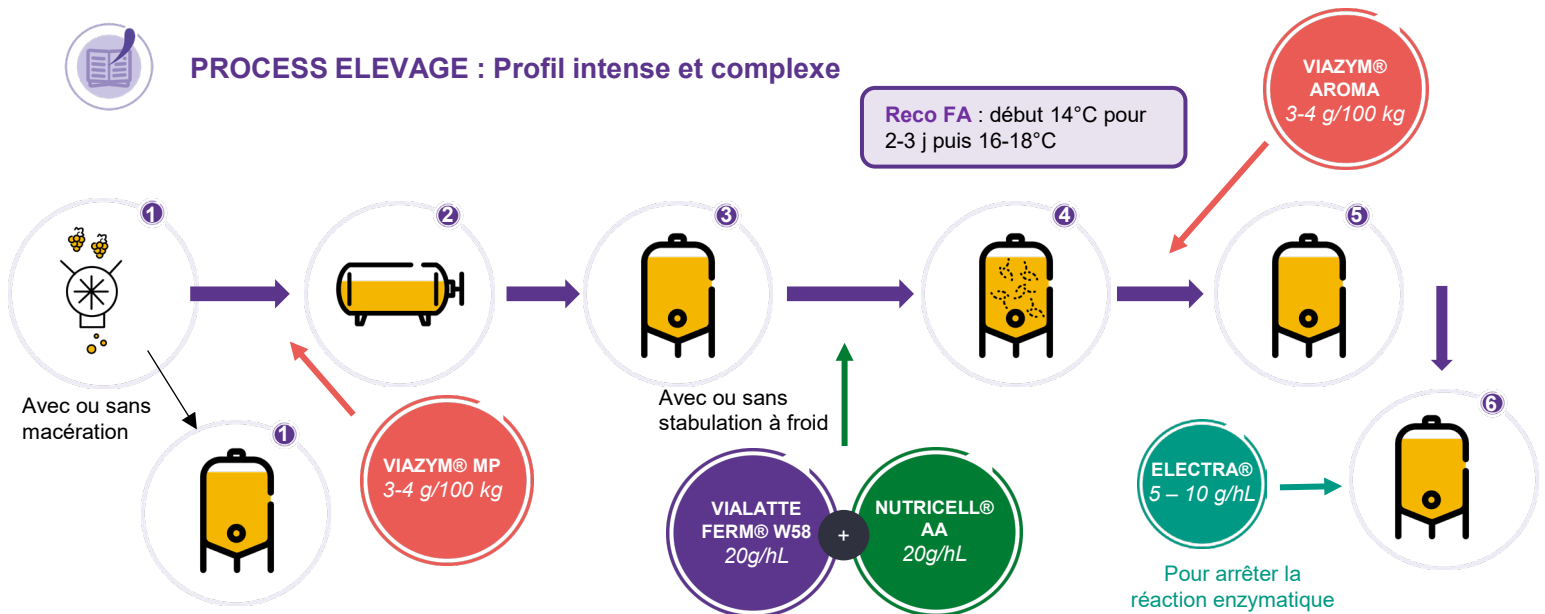 PROCESS ELEVAGE : Profil intense et complexe
Reco FA : début 14°C pour
2-3 j puis 16-18°C
VIAZYM®
AROMA
3-4 g/100 kg
1
2
3
4
5
Avec ou sans
macération
1
VIAZYM® MP
3-4 g/100 kg
Avec ou sans
stabulation à froid
VIALATTE
FERM® W58
20g/hL
+
NUTRICELL®
AA
20g/hL
ELECTRA®
5 – 10 g/hL
Pour arrêter la
réaction enzymatique
6